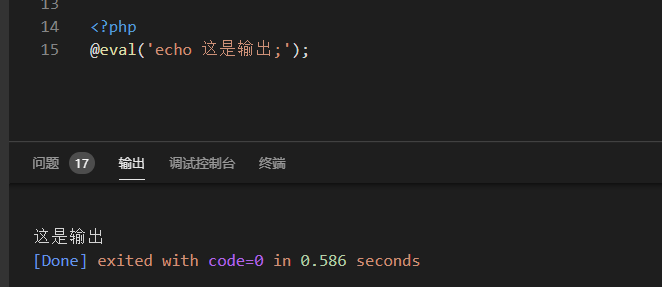 13
14 <?php
15 @eval('echo 这是输出;');
问题 17 输出 调试控制台 终端
这是输出
[Done] exited with code=0 in 0.586 seconds